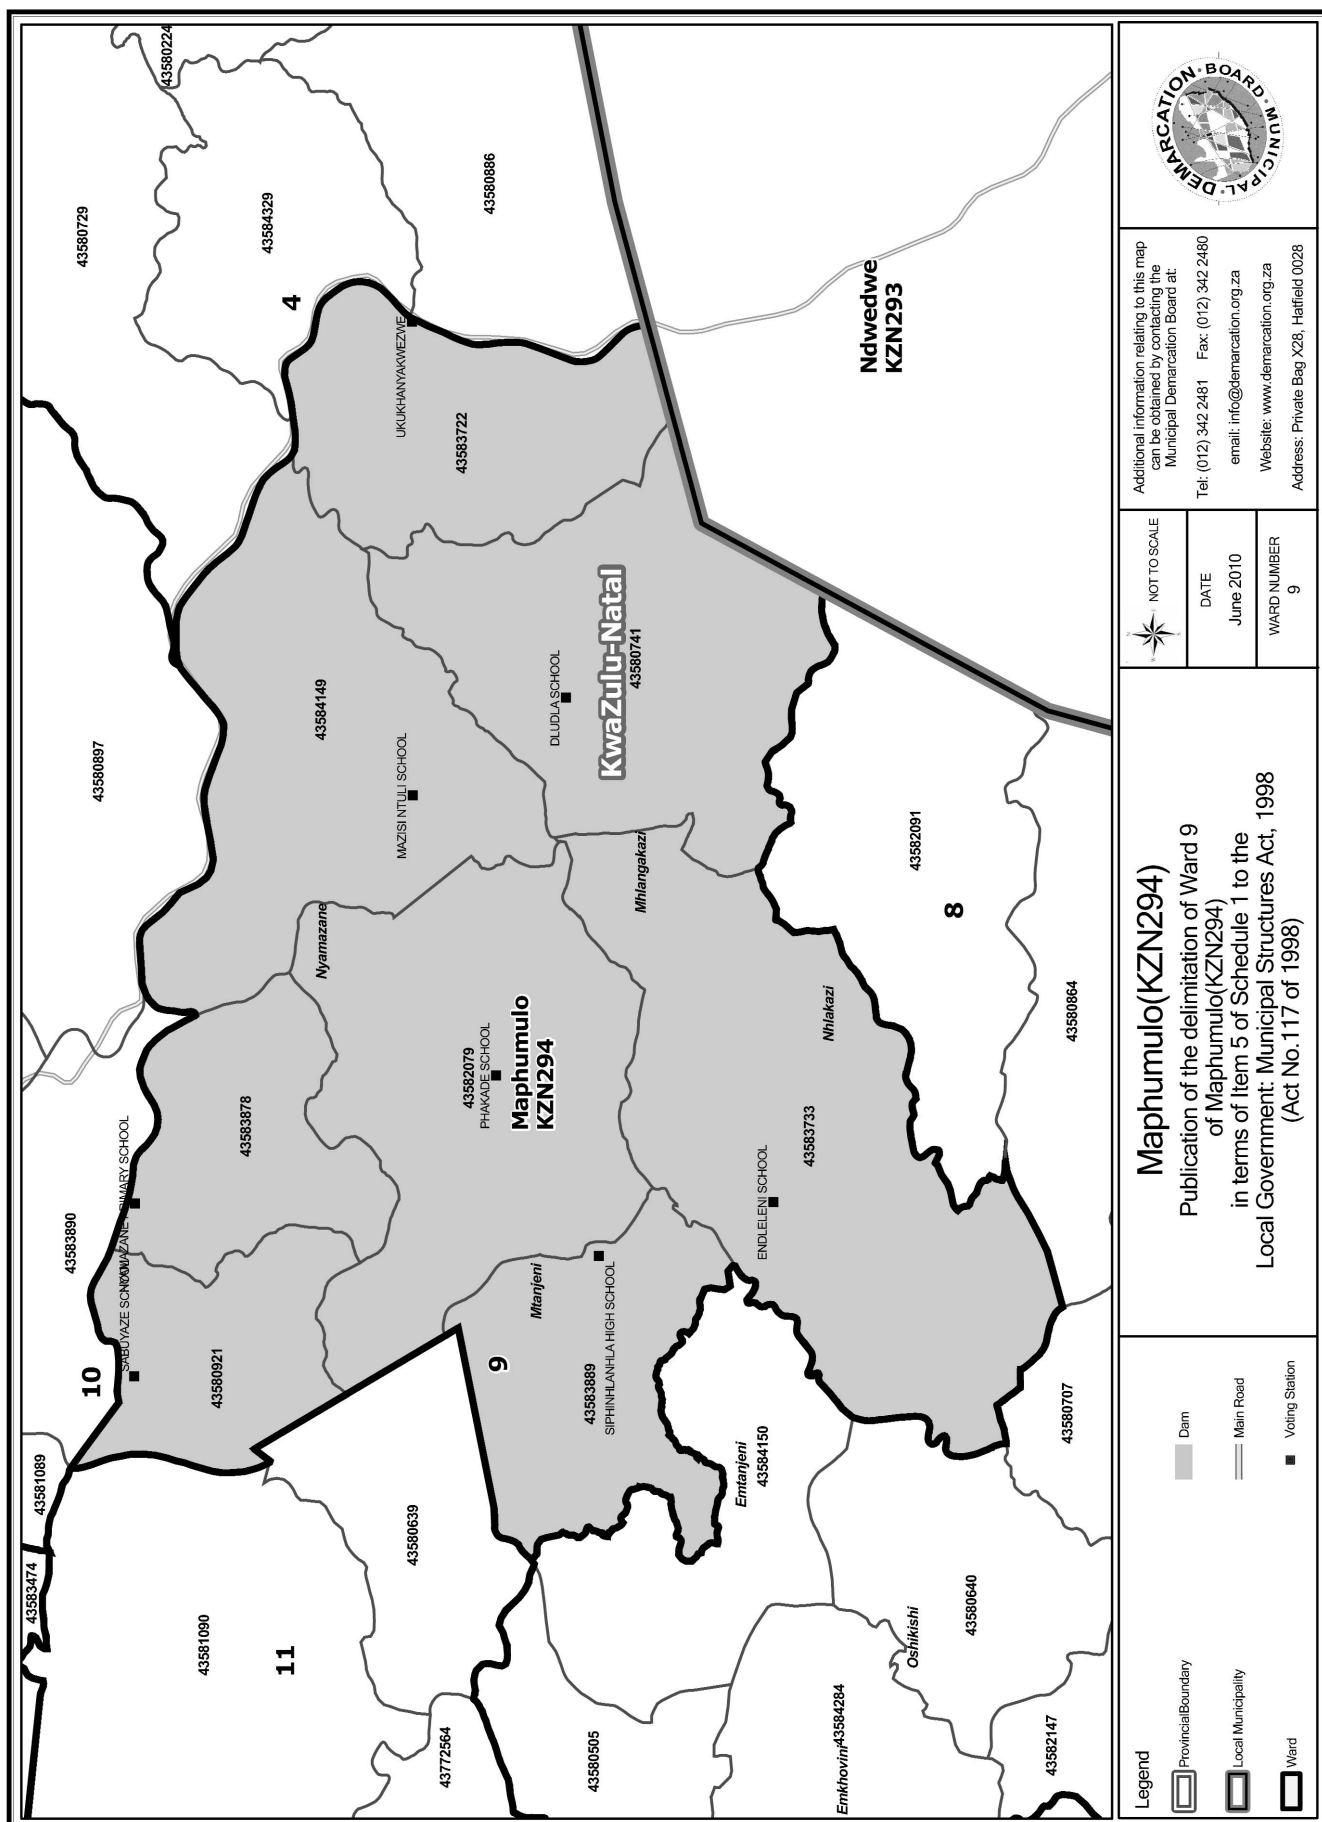 43580224
43580729
43584329
43580886
4
UKUKHANYAKWEZWE
43583722
Ndwedwe
KZN293
43580897
43584149
MAZISI NTULI SCHOOL
DLUDLA SCHOOL
KwaZulu-Natal
43580741
Nyamazane
Mhlangakazi
43582091
8
43580864
43583890
43583878
43582079
PHAKADE SCHOOL
Maphumulo
KZN294
Nhlakazi
43583733
ENDLELENI SCHOOL
NYAMAZANE PRIMARY SCHOOL
SABUYAZE SCHOOL
10
43580921
Mtanjeni
9
43583889
SIPHINHLANHLA HIGH SCHOOL
Emtanjeni
43584150
43580707
43581089
43583474
43581090
11
43580639
43772564
43580505
Emkhovini
43584284
Oshikishi
43580640
43582147
Legend
ProvincialBoundary
Local Municipality
Ward
Dam
Main Road
Voting Station
Maphumulo(KZN294)
Publication of the delimitation of Ward 9
of Maphumulo(KZN294)
in terms of Item 5 of Schedule 1 to the
Local Government: Municipal Structures Act, 1998
(Act No.117 of 1998)
N
E
S
W
NOT TO SCALE
DATE
June 2010
WARD NUMBER
9
Additional information relating to this map
can be obtained by contacting the
Municipal Demarcation Board at:
Tel: (012) 342 2481 Fax: (012) 342 2480
email: info@demarcation.org.za
Website: www.demarcation.org.za
Address: Private Bag X28, Hatfield 0028
MUNICIPAL • DEMARCATION • BOARD •